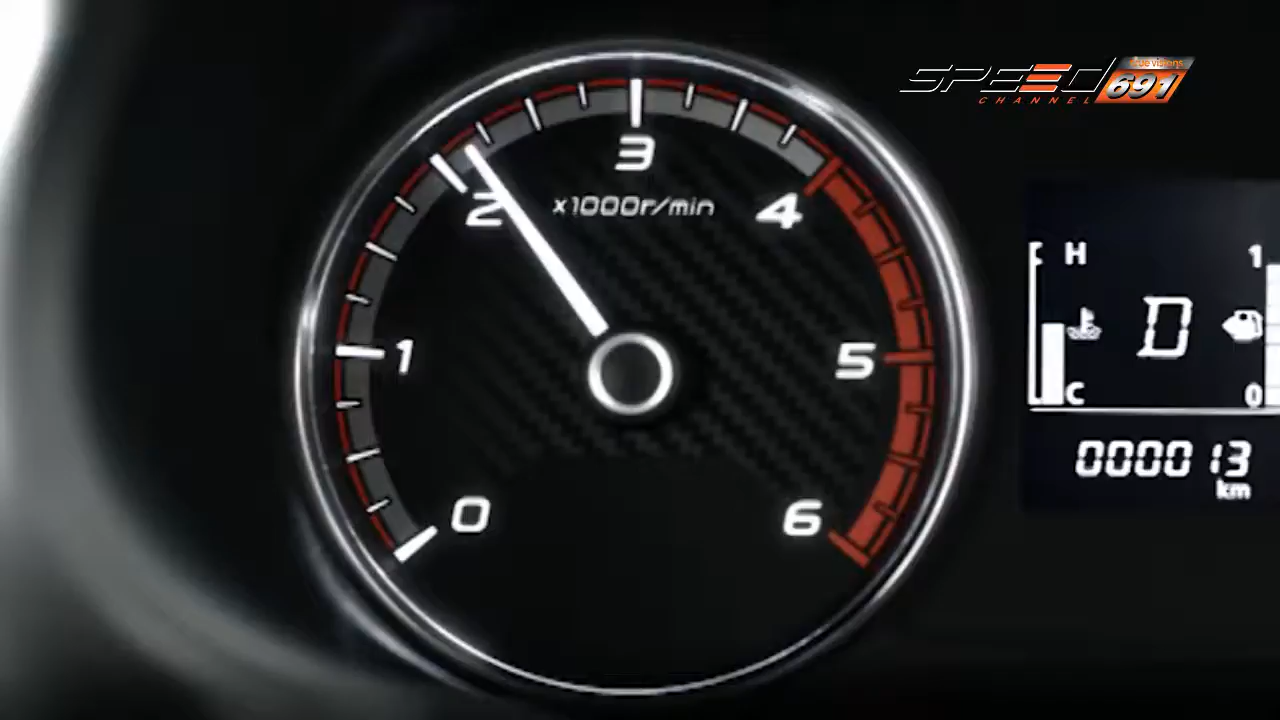 SPEED
CHANNEL
true visions
691
3
2
x1000r/min
4
1
5
0
6
H
1
D
C
0
000013
km